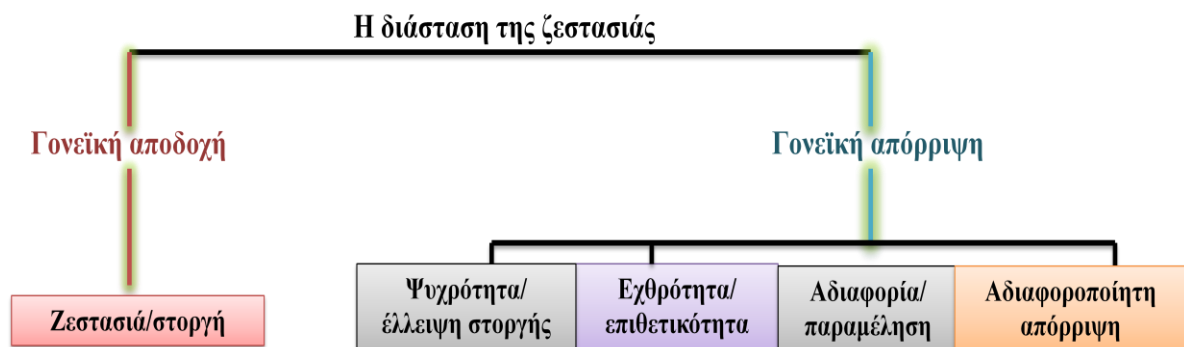 Η διάσταση της ζεστασιάς
Γονεϊκή αποδοχή
Γονεϊκή απόρριψη
Ζεστασιά/στοργή
Ψυχρότητα/
έλλειψη στοργής
Εχθρότητα/
επιθετικότητα
Αδιαφορία/
παραμέληση
Αδιαφοροποίητη
απόρριψη